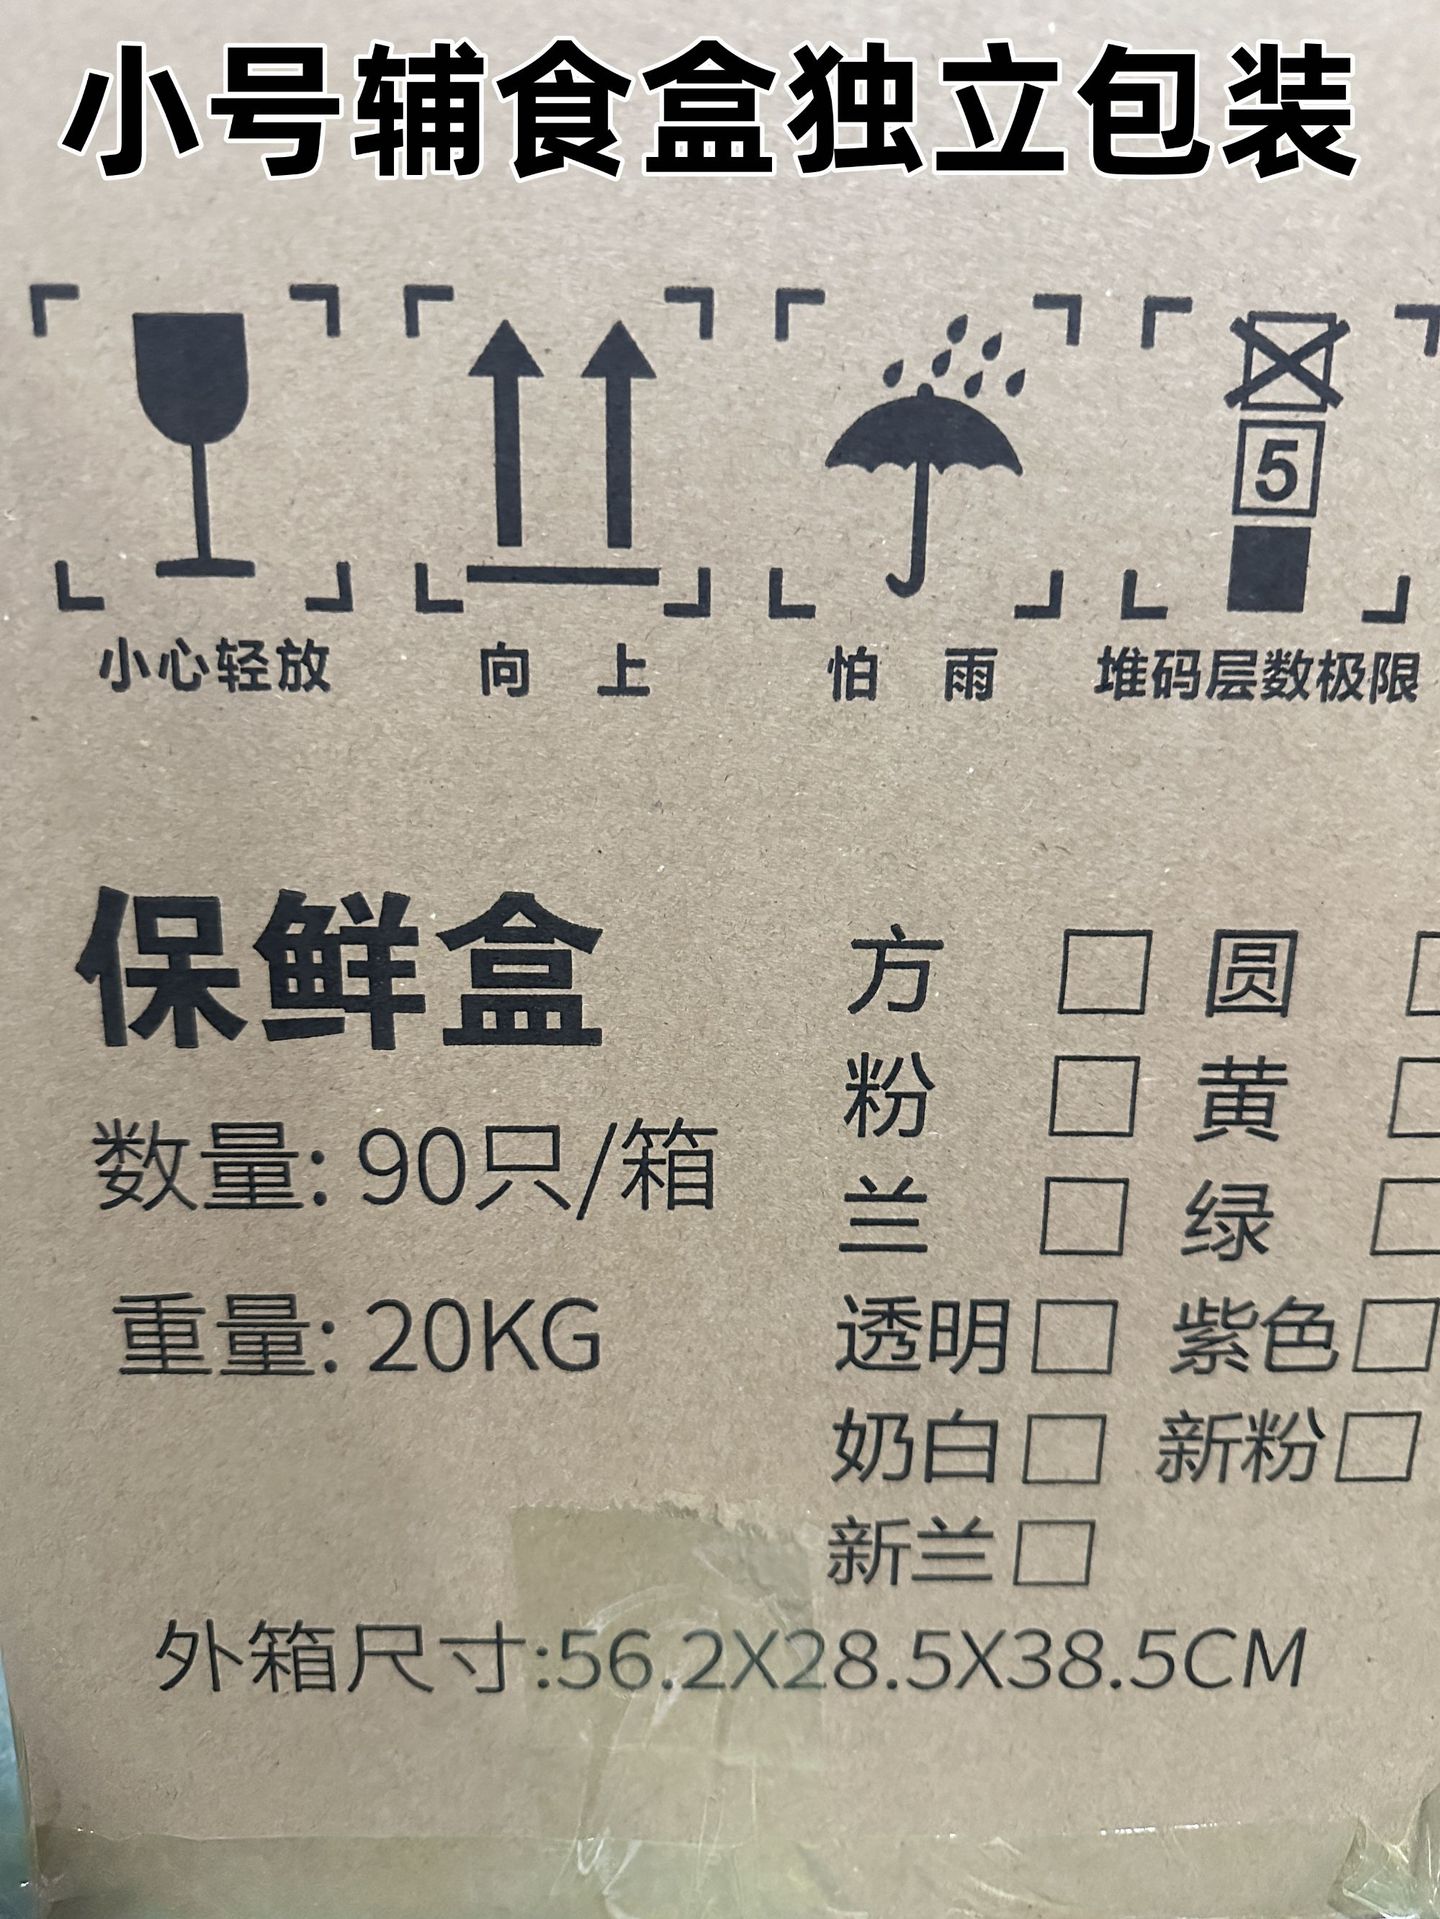 小号辅食盒独立包装
5
小心轻放 向上 怕雨 堆码层数极限
保鲜盒
方 圆
粉 黄
数量: 90只/箱
兰 绿
重量: 20KG
透明 紫色
奶白 新粉
新兰
外箱尺寸:56.2X28.5X38.5CM